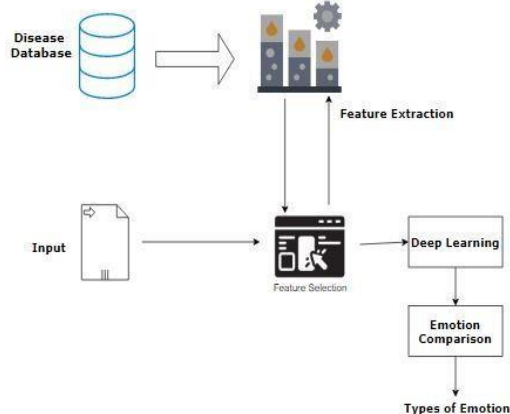 Disease
Database
Feature Extraction
Input
Feature Selection
Deep Learning
Emotion
Comparison
Types of Emotion